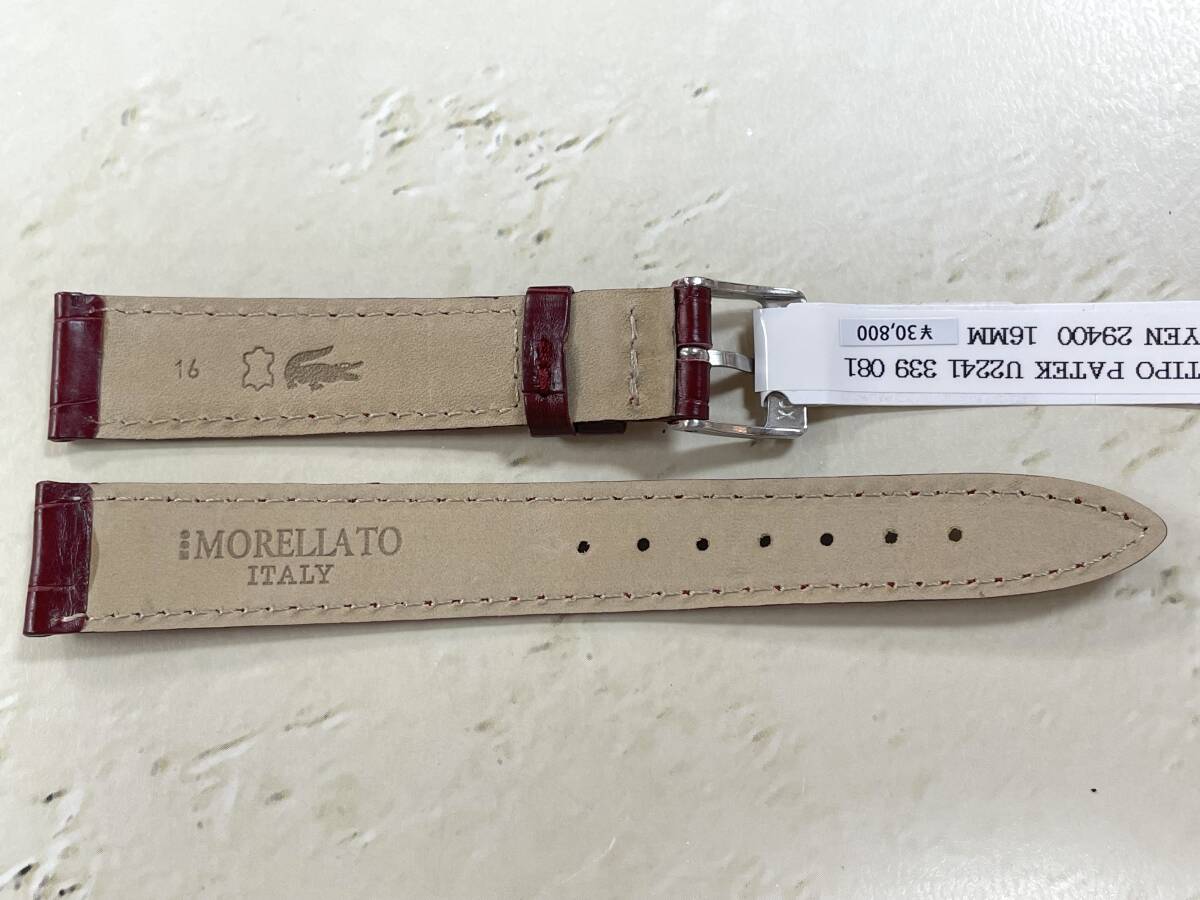 16
MORELLATO
ITALY
TIPO PATEK U2241 339 081
YEN 29400 16MM
¥30,800